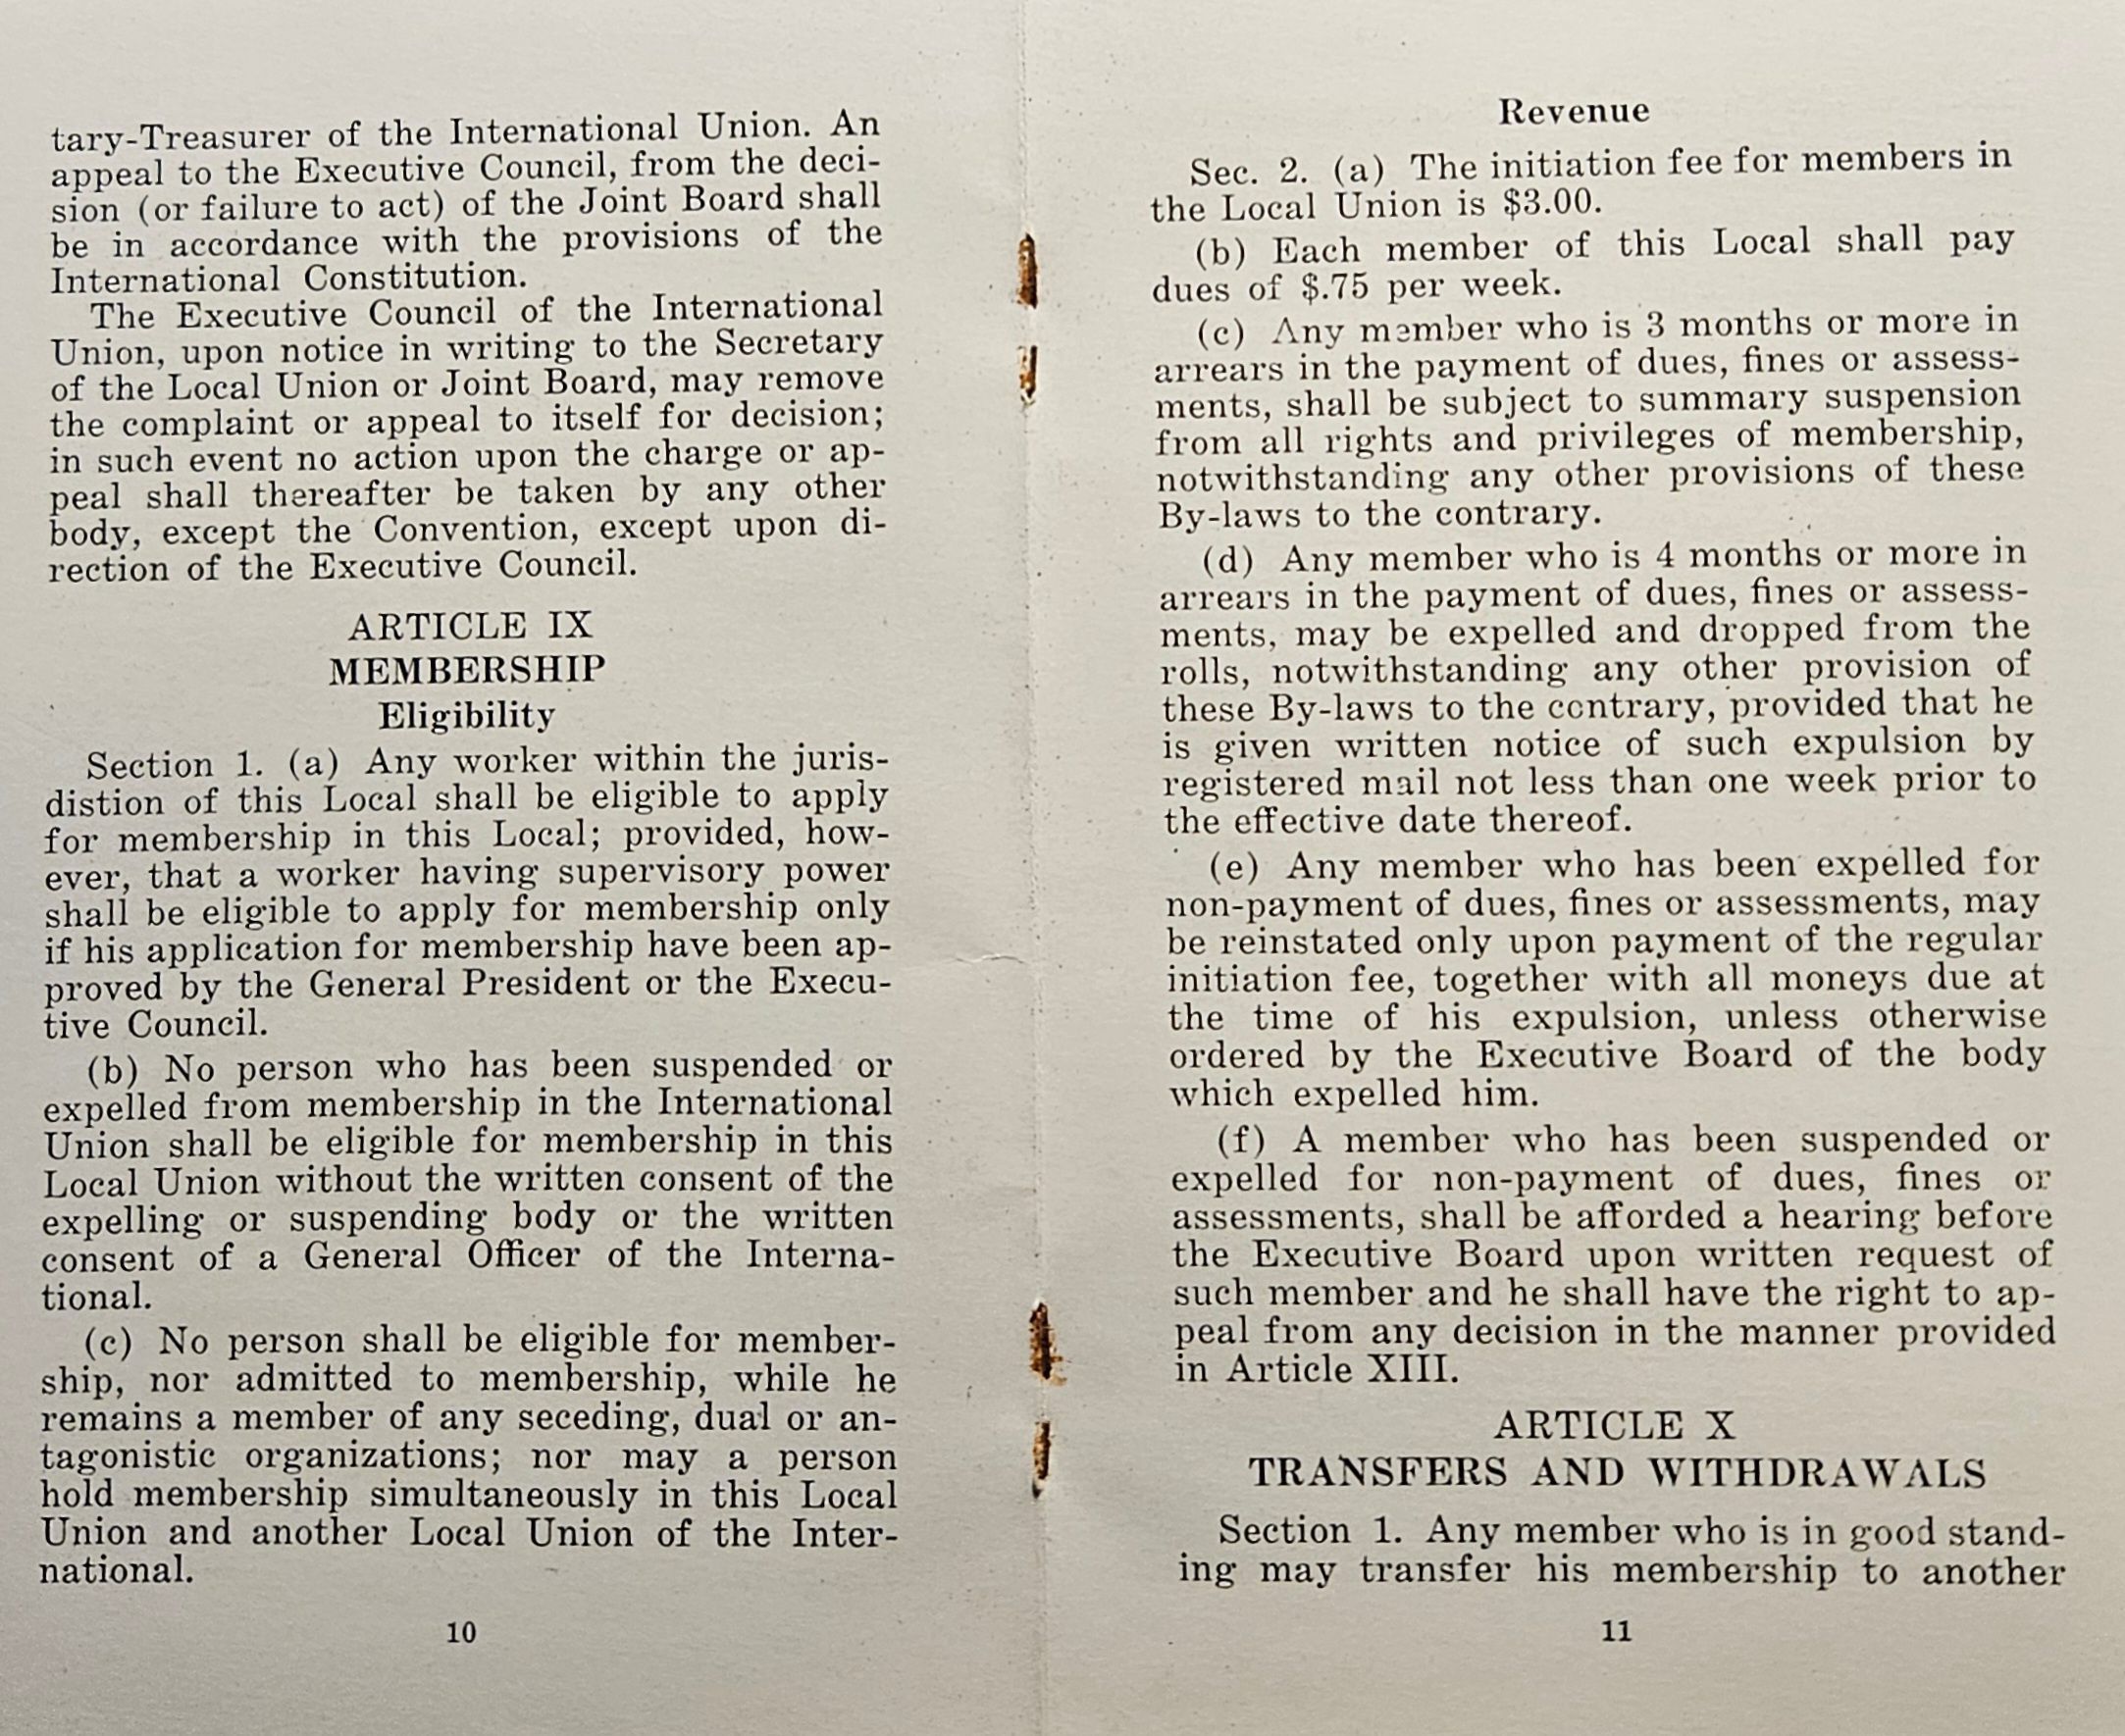 tary-Treasurer of the International Union. An
appeal to the Executive Council, from the deci-
sion (or failure to act) of the Joint Board shall
be in accordance with the provisions of the
International Constitution.
The Executive Council of the International
Union, upon notice in writing to the Secretary
of the Local Union or Joint Board, may remove
the complaint or appeal to itself for decision;
in such event no action upon the charge or ap-
peal shall thereafter be taken by any other
body, except the Convention, except upon di-
rection of the Executive Council.
ARTICLE IX
MEMBERSHIP
Eligibility
Section 1. (a) Any worker within the juris-
distion of this Local shall be eligible to apply
for membership in this Local; provided, how-
ever, that a worker having supervisory power
shall be eligible to apply for membership only
if his application for membership have been ap-
proved by the General President or the Execu-
tive Council.
(b) No person who has been suspended or
expelled from membership in the International
Union shall be eligible for membership in this
Local Union without the written consent of the
expelling or suspending body or the written
consent of a General Officer of the Interna-
tional.
(c) No person shall be eligible for member-
ship, nor admitted to membership, while he
remains a member of any seceding, dual or an-
tagonistic organizations; nor may a person
hold membership simultaneously in this Local
Union and another Local Union of the Inter-
national.
10
Revenue
Sec. 2. (a) The initiation fee for members in
the Local Union is $3.00.
(b) Each member of this Local shall pay
dues of $.75 per week.
(c) Any member who is 3 months or more in
arrears in the payment of dues, fines or assess-
ments, shall be subject to summary suspension
from all rights and privileges of membership,
notwithstanding any other provisions of these
By-laws to the contrary.
(d) Any member who is 4 months or more in
arrears in the payment of dues, fines or assess-
ments, may be expelled and dropped from the
rolls, notwithstanding any other provision of
these By-laws to the contrary, provided that he
is given written notice of such expulsion by
registered mail not less than one week prior to
the effective date thereof.
(e) Any member who has been expelled for
non-payment of dues, fines or assessments, may
be reinstated only upon payment of the regular
initiation fee, together with all moneys due at
the time of his expulsion, unless otherwise
ordered by the Executive Board of the body
which expelled him.
(f) A member who has been suspended or
expelled for non-payment of dues, fines or
assessments, shall be afforded a hearing before
the Executive Board upon written request of
such member and he shall have the right to ap-
peal from any decision in the manner provided
in Article XIII.
ARTICLE X
TRANSFERS AND WITHDRAWALS
Section 1. Any member who is in good stand-
ing may transfer his membership to another
11